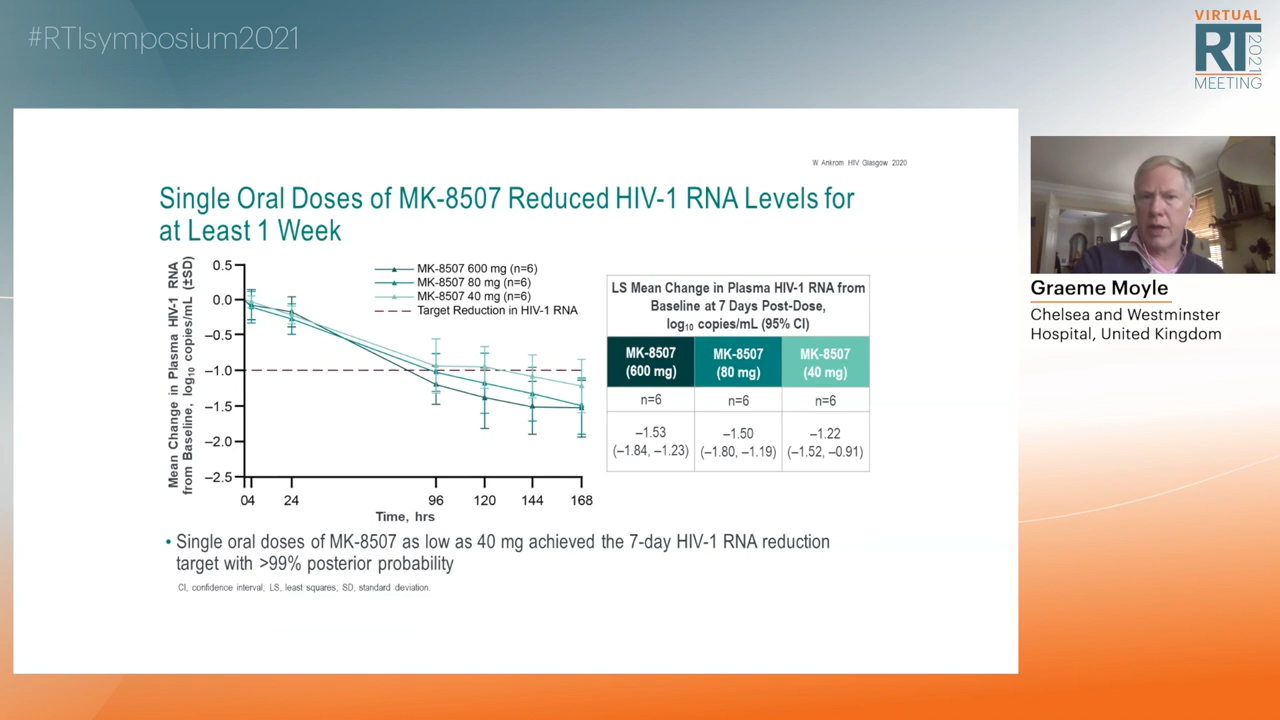 #RTIsymposium2021
VIRTUAL
RT
2021
MEETING
W Ankrom HIV Glasgow 2020
Single Oral Doses of MK-8507 Reduced HIV-1 RNA Levels for
at Least 1 Week
Mean Change in Plasma HIV-1 RNA
from Baseline, log10 copies/mL (±SD)
0.5
0.0
–0.5
–1.0
–1.5
–2.0
–2.5
04
24
96
120
144
168
Time, hrs
MK-8507 600 mg (n=6)
MK-8507 80 mg (n=6)
MK-8507 40 mg (n=6)
Target Reduction in HIV-1 RNA
LS Mean Change in Plasma HIV-1 RNA from
Baseline at 7 Days Post-Dose,
log10 copies/mL (95% CI)
MK-8507 MK-8507 MK-8507
(600 mg) (80 mg) (40 mg)
n=6 n=6 n=6
–1.53 –1.50 –1.22
(–1.84, –1.23) (–1.80, –1.19) (–1.52, –0.91)
• Single oral doses of MK-8507 as low as 40 mg achieved the 7-day HIV-1 RNA reduction
target with >99% posterior probability
CI, confidence interval; LS, least squares; SD, standard deviation.
Graeme Moyle
Chelsea and Westminster
Hospital, United Kingdom